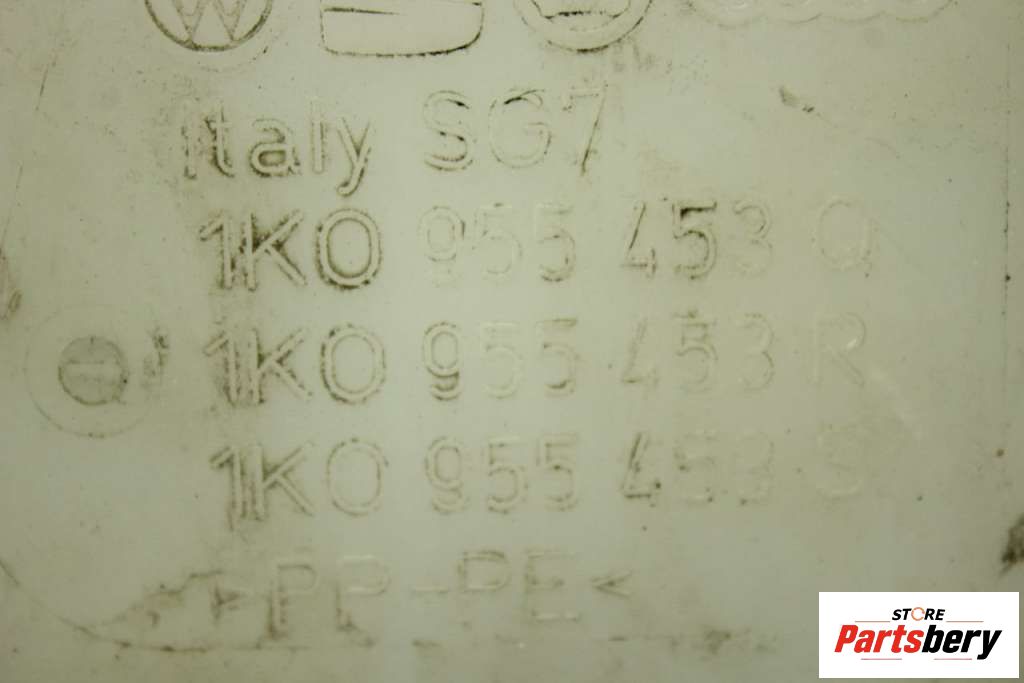 Italy SG7
1K0 955 453 Q
1K0 955 453 R
1K0 955 453 S
>PP-PE<
STORE
Partsbery